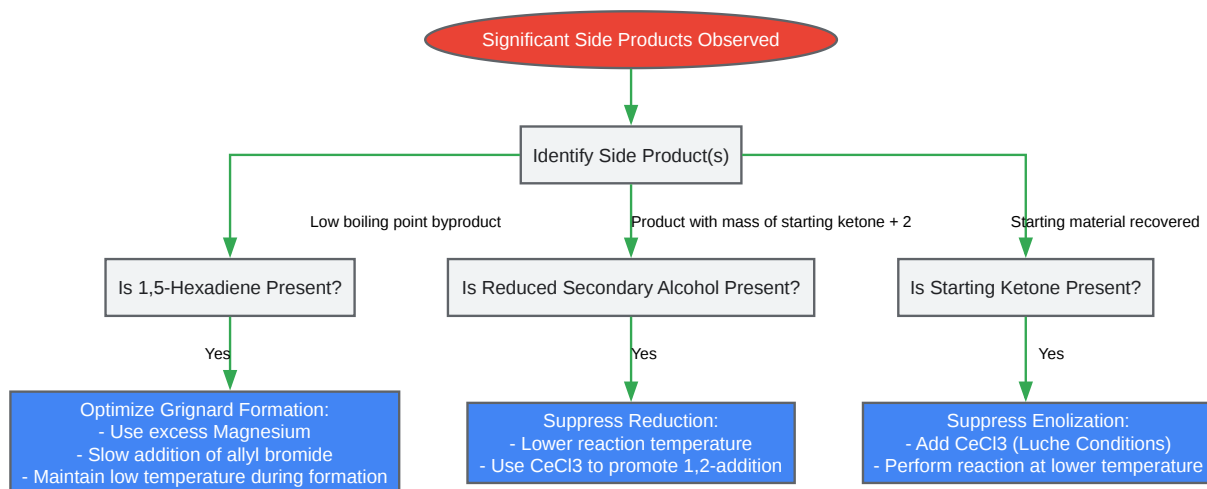 Significant Side Products Observed
Identify Side Product(s)
Low boiling point byproduct
Product with mass of starting ketone + 2
Starting material recovered
Is 1,5-Hexadiene Present?
Is Reduced Secondary Alcohol Present?
Is Starting Ketone Present?
Yes
Yes
Yes
Optimize Grignard Formation:
- Use excess Magnesium
- Slow addition of allyl bromide
- Maintain low temperature during formation
Suppress Reduction:
- Lower reaction temperature
- Use CeCl3 to promote 1,2-addition
Suppress Enolization:
- Add CeCl3 (Luche Conditions)
- Perform reaction at lower temperature